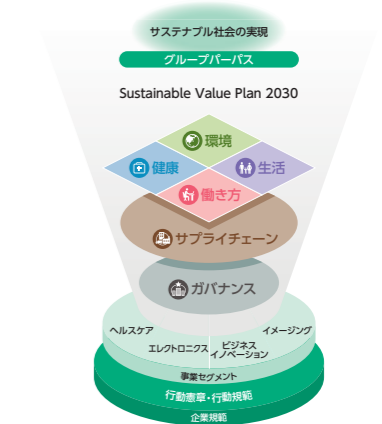 サステナブル社会の実現
グループパーパス
Sustainable Value Plan 2030
環境
健康
生活
働き方
サプライチェーン
ガバナンス
ヘルスケア
エレクトロニクス
ビジネス
イノベーション
イメージング
事業セグメント
行動憲章・行動規範
企業規範